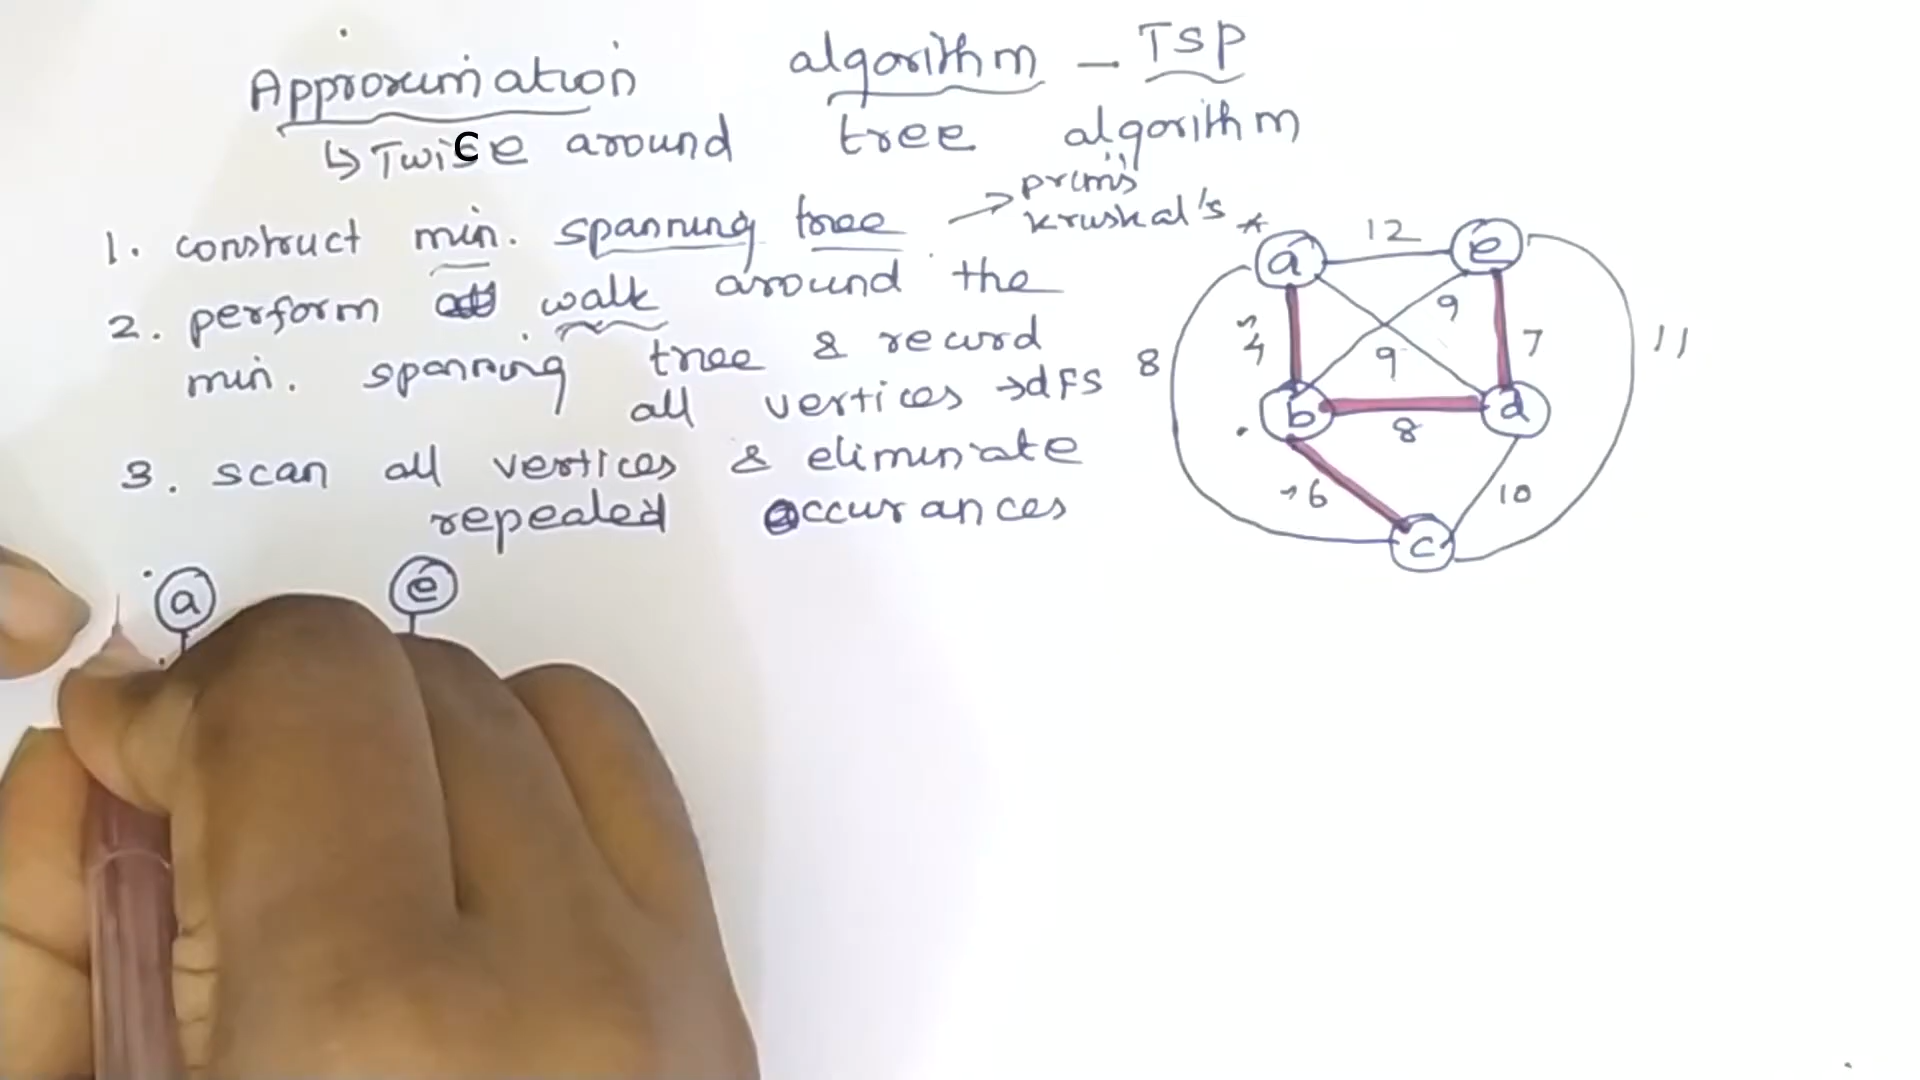 Approximation algorithm - TSP
↳ Twice around tree algorithm
1. construct min. spanning tree → prim's
kruskal's
2. perform walk around the
min. spanning tree & record
all vertices → dFS
3. scan all vertices & eliminate
repeated occurances
a 12 e
9
4 9 7 11
8
b 8 d
6 10
c
a e